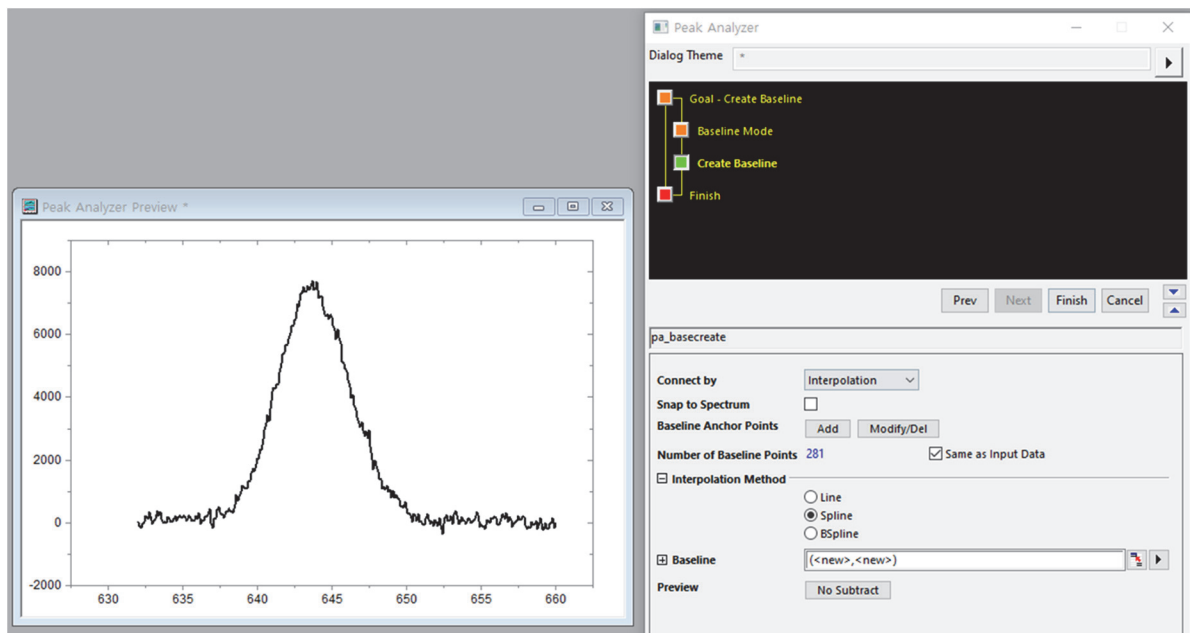 Peak Analyzer
Dialog Theme *
Goal - Create Baseline
Baseline Mode
Create Baseline
Finish
Prev Next Finish Cancel
pa_basecreate
Connect by Interpolation
Snap to Spectrum
Baseline Anchor Points Add Modify/Del
Number of Baseline Points 281 Same as Input Data
Interpolation Method
Line
Spline
BSpline
Baseline (<new>,<new>)
Preview No Subtract
Peak Analyzer Preview *
8000
6000
4000
2000
0
-2000
630 635 640 645 650 655 660